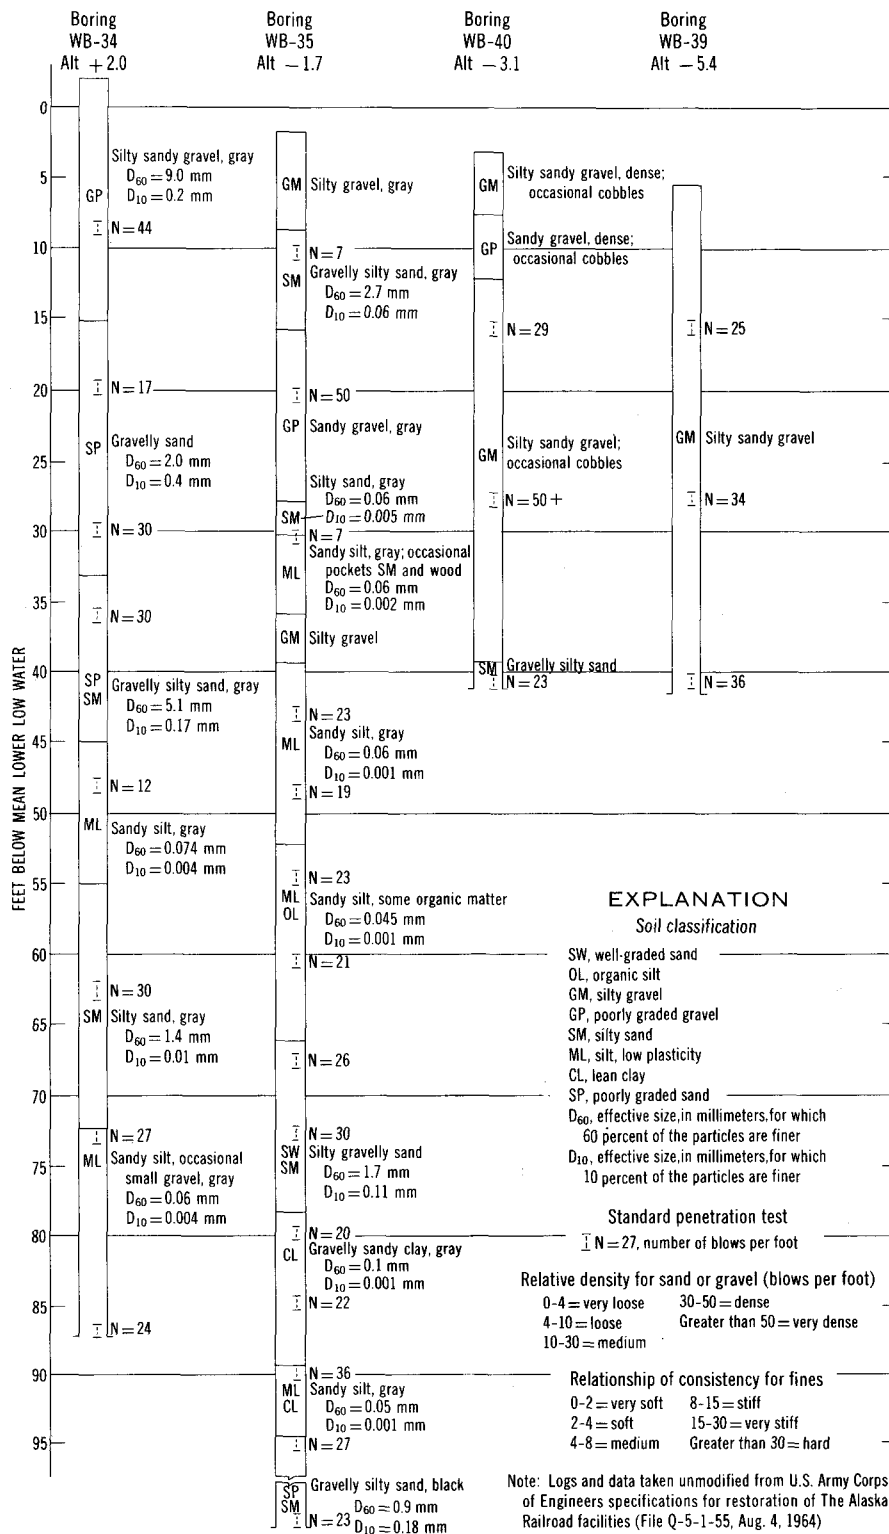 Boring
WB-34
Alt + 2.0
Boring
WB-35
Alt − 1.7
Boring
WB-40
Alt − 3.1
Boring
WB-39
Alt − 5.4
FEET BELOW MEAN LOWER LOW WATER
0
5
10
15
20
25
30
35
40
45
50
55
60
65
70
75
80
85
90
95
GP
Silty sandy gravel, gray
D60 = 9.0 mm
D10 = 0.2 mm
N = 44
N = 17
SP
Gravelly sand
D60 = 2.0 mm
D10 = 0.4 mm
N = 30
N = 30
SP
SM
Gravelly silty sand, gray
D60 = 5.1 mm
D10 = 0.17 mm
N = 12
ML
Sandy silt, gray
D60 = 0.074 mm
D10 = 0.004 mm
N = 30
SM
Silty sand, gray
D60 = 1.4 mm
D10 = 0.01 mm
N = 27
ML
Sandy silt, occasional
small gravel, gray
D60 = 0.06 mm
D10 = 0.004 mm
N = 24
GM
Silty gravel, gray
N = 7
SM
Gravelly silty sand, gray
D60 = 2.7 mm
D10 = 0.06 mm
N = 50
GP
Sandy gravel, gray
Silty sand, gray
D60 = 0.06 mm
SM
D10 = 0.005 mm
N = 7
ML
Sandy silt, gray; occasional
pockets SM and wood
D60 = 0.06 mm
D10 = 0.002 mm
GM
Silty gravel
N = 23
ML
Sandy silt, gray
D60 = 0.06 mm
D10 = 0.001 mm
N = 19
N = 23
ML
OL
Sandy silt, some organic matter
D60 = 0.045 mm
D10 = 0.001 mm
N = 21
N = 26
N = 30
SW
SM
Silty gravelly sand
D60 = 1.7 mm
D10 = 0.11 mm
N = 20
CL
Gravelly sandy clay, gray
D60 = 0.1 mm
D10 = 0.001 mm
N = 22
N = 36
ML
CL
Sandy silt, gray
D60 = 0.05 mm
D10 = 0.001 mm
N = 27
SP
SM
Gravelly silty sand, black
D60 = 0.9 mm
N = 23
D10 = 0.18 mm
GM
Silty sandy gravel, dense;
occasional cobbles
GP
Sandy gravel, dense;
occasional cobbles
N = 29
GM
Silty sandy gravel;
occasional cobbles
N = 50 +
SM
Gravelly silty sand
N = 23
N = 25
GM
Silty sandy gravel
N = 34
N = 36
EXPLANATION
Soil classification
SW, well-graded sand
OL, organic silt
GM, silty gravel
GP, poorly graded gravel
SM, silty sand
ML, silt, low plasticity
CL, lean clay
SP, poorly graded sand
D60, effective size, in millimeters, for which
60 percent of the particles are finer
D10, effective size, in millimeters, for which
10 percent of the particles are finer
Standard penetration test
N = 27, number of blows per foot
Relative density for sand or gravel (blows per foot)
0-4 = very loose 30-50 = dense
4-10 = loose Greater than 50 = very dense
10-30 = medium
Relationship of consistency for fines
0-2 = very soft 8-15 = stiff
2-4 = soft 15-30 = very stiff
4-8 = medium Greater than 30 = hard
Note: Logs and data taken unmodified from U.S. Army Corps
of Engineers specifications for restoration of The Alaska
Railroad facilities (File Q-5-1-55, Aug. 4, 1964)